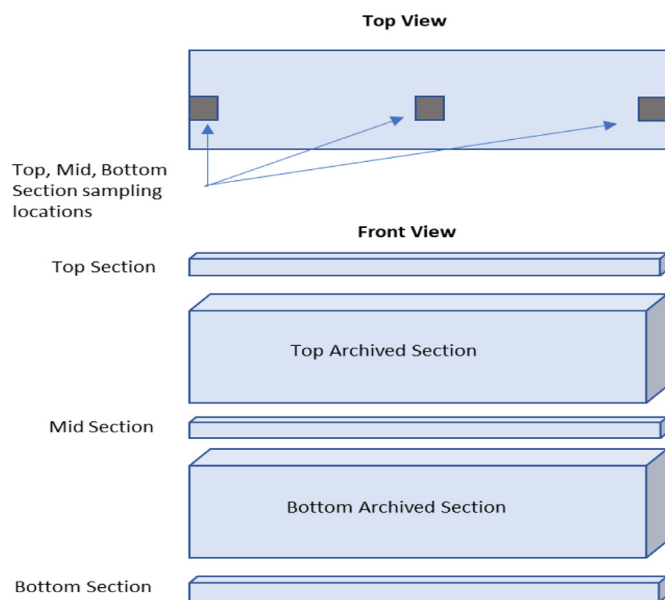 Top View
Top, Mid, Bottom
Section sampling
locations
Front View
Top Section
Top Archived Section
Mid Section
Bottom Archived Section
Bottom Section